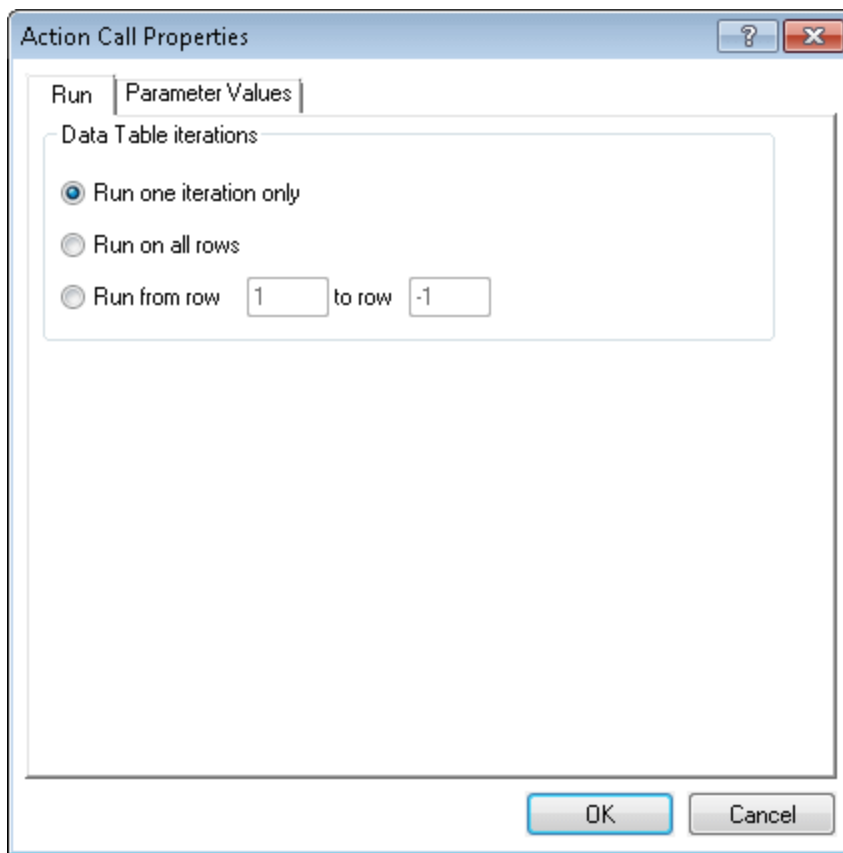 Action Call Properties
?
Run
Parameter Values
Data Table iterations
Run one iteration only
Run on all rows
Run from row 1 to row -1
OK
Cancel